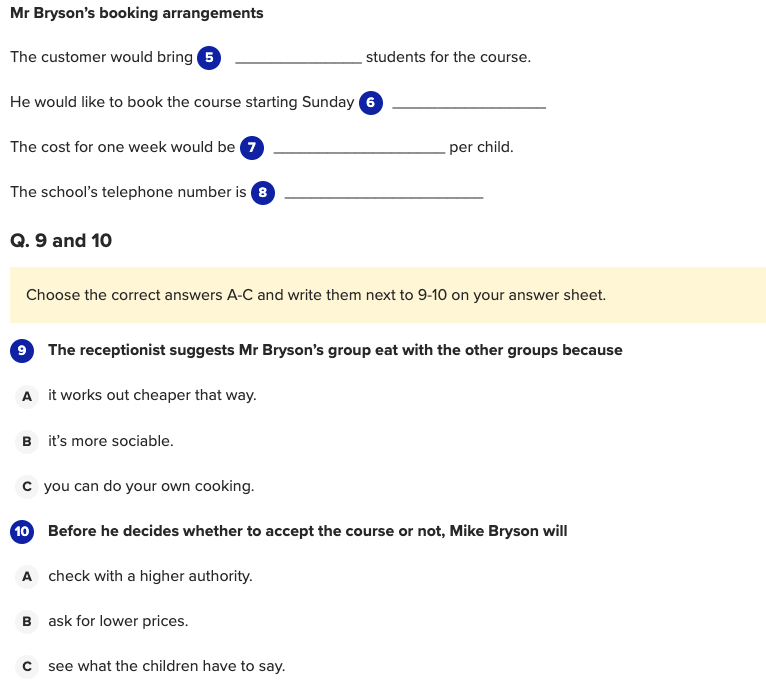 Mr Bryson's booking arrangements
The customer would bring 5 ______________ students for the course.
He would like to book the course starting Sunday 6 _________________
The cost for one week would be 7 ___________________ per child.
The school's telephone number is 8 ______________________
Q. 9 and 10
Choose the correct answers A-C and write them next to 9-10 on your answer sheet.
9 The receptionist suggests Mr Bryson's group eat with the other groups because
A it works out cheaper that way.
B it's more sociable.
C you can do your own cooking.
10 Before he decides whether to accept the course or not, Mike Bryson will
A check with a higher authority.
B ask for lower prices.
C see what the children have to say.